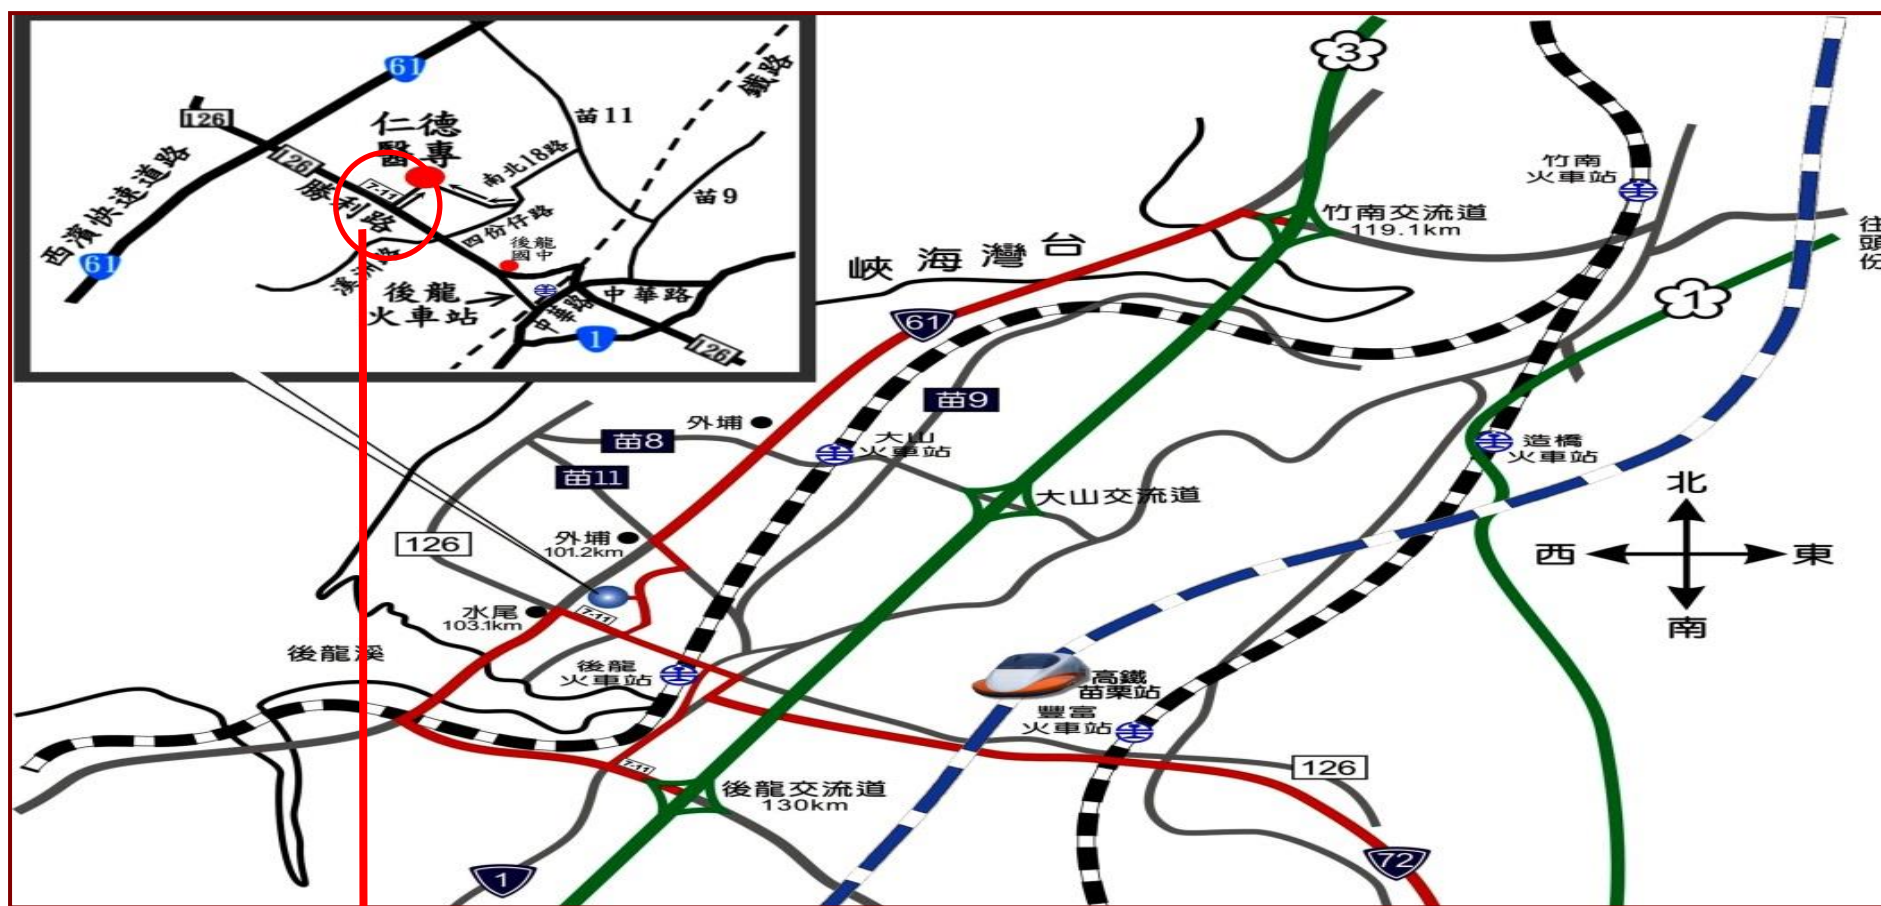 61
鐵路
126
苗11
仁德
醫專
126
南北18路
7-11
勝利路
苗9
西濱快速道路
四份仔路
後龍
國中
61
溪洲路
後龍
火車站
中華路
中華路
1
126
3
竹南
火車站
竹南交流道
119.1km
往頭份
台灣海峽
1
61
苗9
外埔
苗8
大山
火車站
造橋
火車站
苗11
大山交流道
北
126
外埔
101.2km
西
東
水尾
103.1km
7-11
南
後龍溪
後龍
火車站
高鐵
苗栗站
豐富
火車站
7-11
126
後龍交流道
130km
72
1